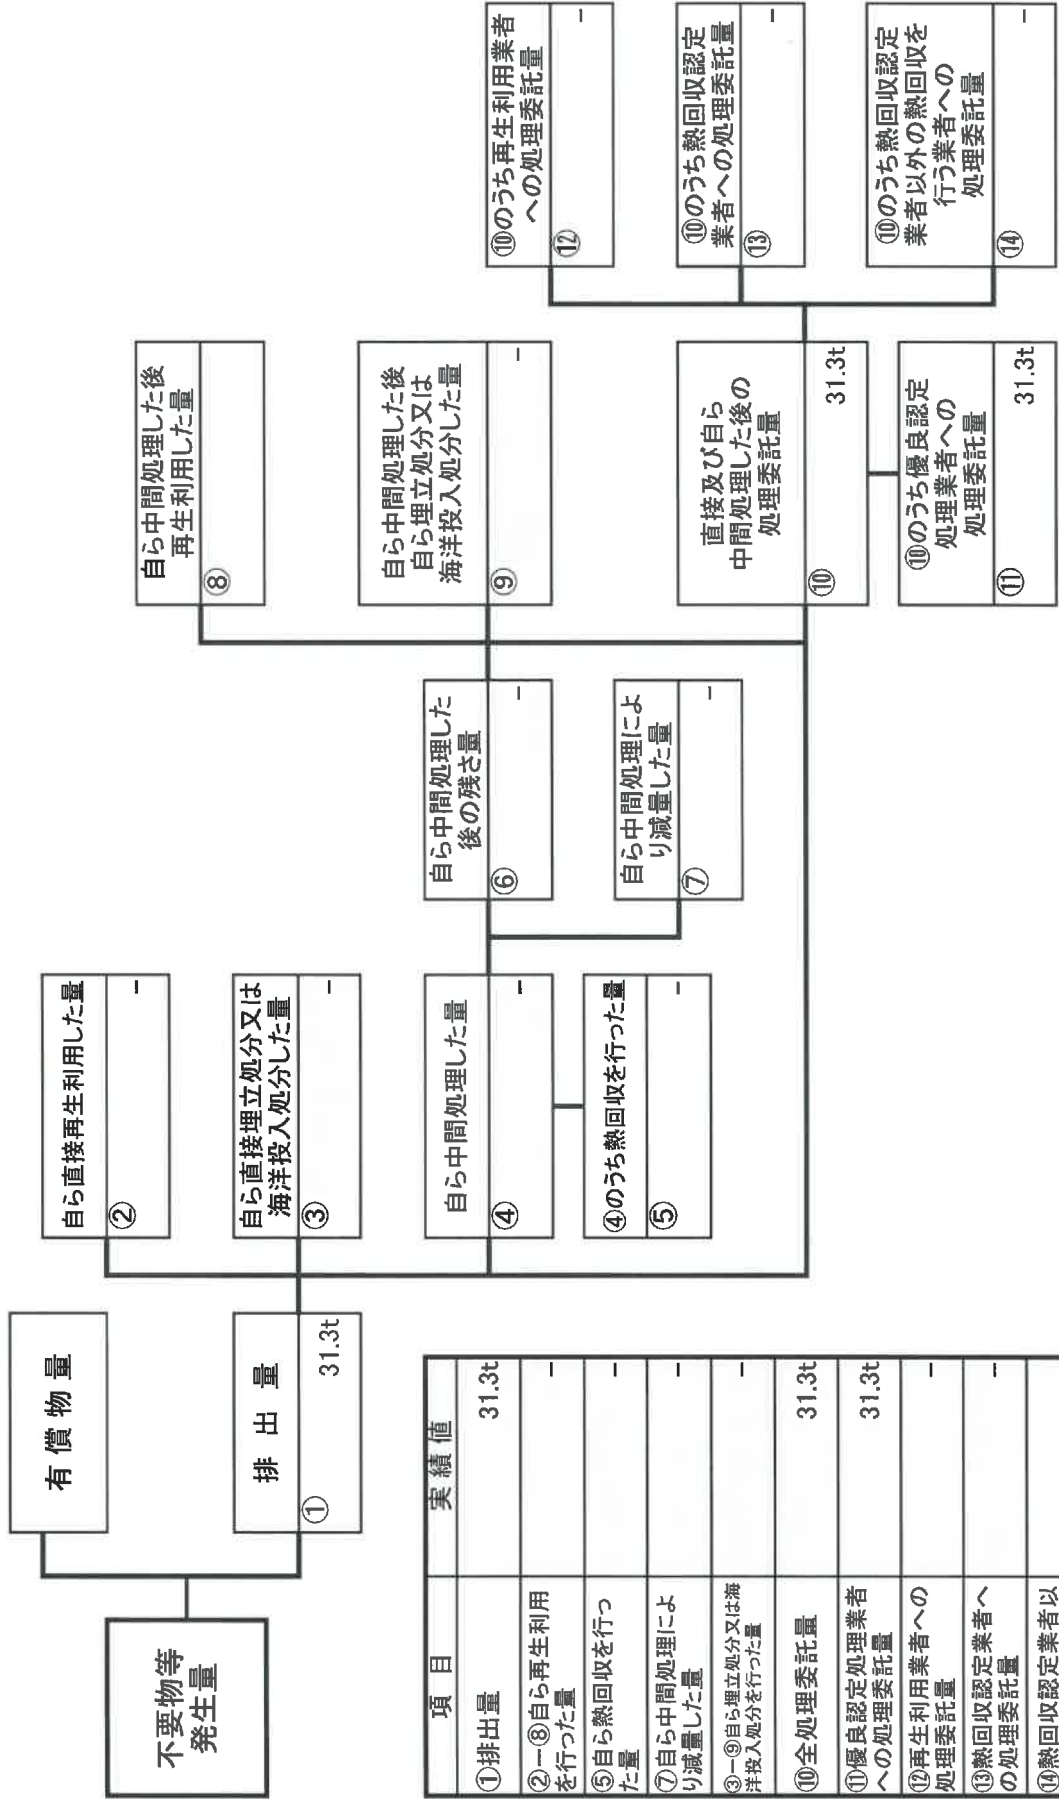 不要物等
発生量
有償物量
排出量
①
31.3t
自ら直接再生利用した量
②
－
自ら直接埋立処分又は
海洋投入処分した量
③
－
自ら中間処理した量
④
－
④のうち熱回収を行った量
⑤
－
自ら中間処理した
後の残さ量
⑥
－
自ら中間処理によ
り減量した量
⑦
－
自ら中間処理した後
再生利用した量
⑧
自ら中間処理した後
自ら埋立処分又は
海洋投入処分した量
⑨
－
直接及び自ら
中間処理した後の
処理委託量
⑩
31.3t
⑩のうち優良認定
処理業者への
処理委託量
⑪
31.3t
⑩のうち再生利用業者
への処理委託量
⑫
－
⑩のうち熱回収認定
業者への処理委託量
⑬
－
⑩のうち熱回収認定
業者以外の熱回収を
行う業者への
処理委託量
⑭
－
項目 実績値
①排出量 31.3t
②ー⑧自ら再生利用
を行った量 －
⑤自ら熱回収を行っ
た量 －
⑦自ら中間処理によ
り減量した量 －
③ー⑨自ら埋立処分又は海
洋投入処分を行った量 －
⑩全処理委託量 31.3t
⑪優良認定処理業者
への処理委託量 31.3t
⑫再生利用業者への
処理委託量 －
⑬熱回収認定業者へ
の処理委託量 －
⑭熱回収認定業者以